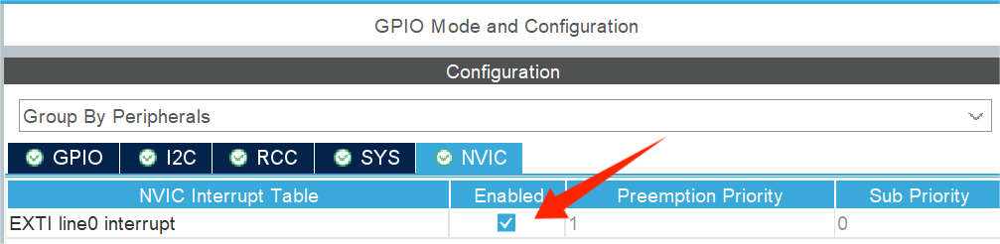 GPIO Mode and Configuration
Configuration
Group By Peripherals
GPIO I2C RCC SYS NVIC
NVIC Interrupt Table Enabled Preemption Priority Sub Priority
EXTI line0 interrupt 1 0